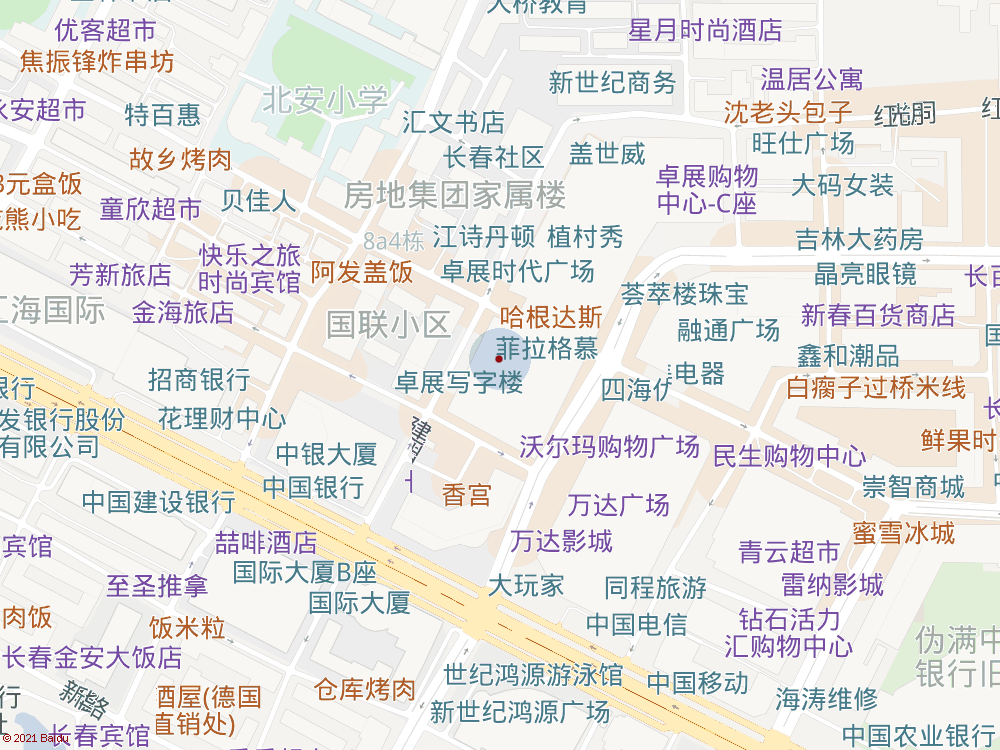 大桥教育
优客超市
星月时尚酒店
焦振锋炸串坊
新世纪商务
温居公寓
北安小学
永安超市
特百惠
汇文书店
沈老头包子
旺仕广场
故乡烤肉
长春社区
盖世威
卓展购物
中心-C座
大码女装
3元盒饭
童欣超市
贝佳人
房地集团家属楼
熊小吃
8a4栋
江诗丹顿
植村秀
吉林大药房
快乐之旅
时尚宾馆
芳新旅店
阿发盖饭
卓展时代广场
晶亮眼镜
长百
汇海国际
金海旅店
荟萃楼珠宝
哈根达斯
新春百货商店
国联小区
融通广场
菲拉格慕
鑫和潮品
银行
招商银行
卓展写字楼
电器
四海
白瘸子过桥米线
发银行股份
有限公司
花理财中心
建
沃尔玛购物广场
民生购物中心
鲜果时
中银大厦
中国银行
香宫
崇智商城
中国建设银行
万达广场
蜜雪冰城
宾馆
喆啡酒店
万达影城
青云超市
国际大厦B座
至圣推拿
大玩家
同程旅游
雷纳影城
国际大厦
肉饭
饭米粒
中国电信
钻石活力
汇购物中心
伪满中
银行旧
长春金安大饭店
世纪鸿源游泳馆
中国移动
仓库烤肉
酒屋(德国
直销处)
海涛维修
新世纪鸿源广场
长春宾馆
中国农业银行
© 2021 Baidu